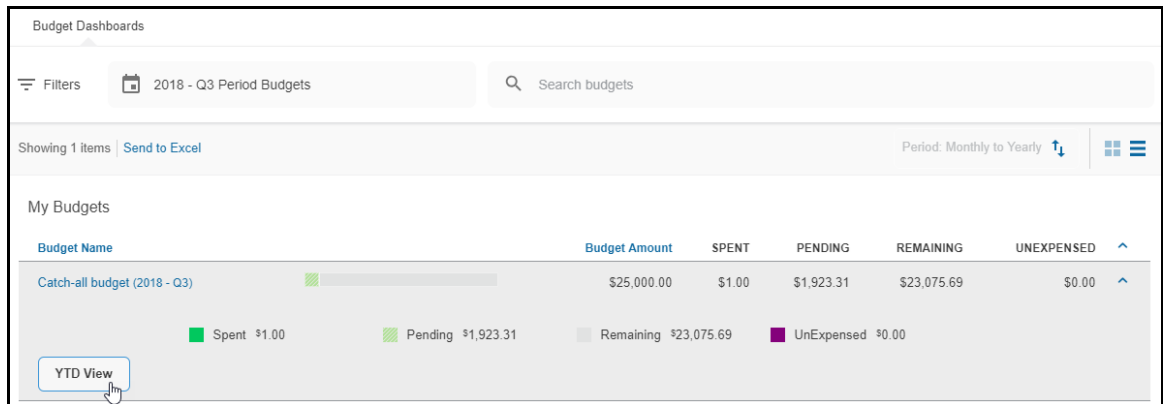 Budget Dashboards
Filters 2018 - Q3 Period Budgets Search budgets
Showing 1 items Send to Excel Period: Monthly to Yearly
My Budgets
Budget Name Budget Amount SPENT PENDING REMAINING UNEXPENSED
Catch-all budget (2018 - Q3) $25,000.00 $1.00 $1,923.31 $23,075.69 $0.00
Spent $1.00 Pending $1,923.31 Remaining $23,075.69 UnExpensed $0.00
YTD View